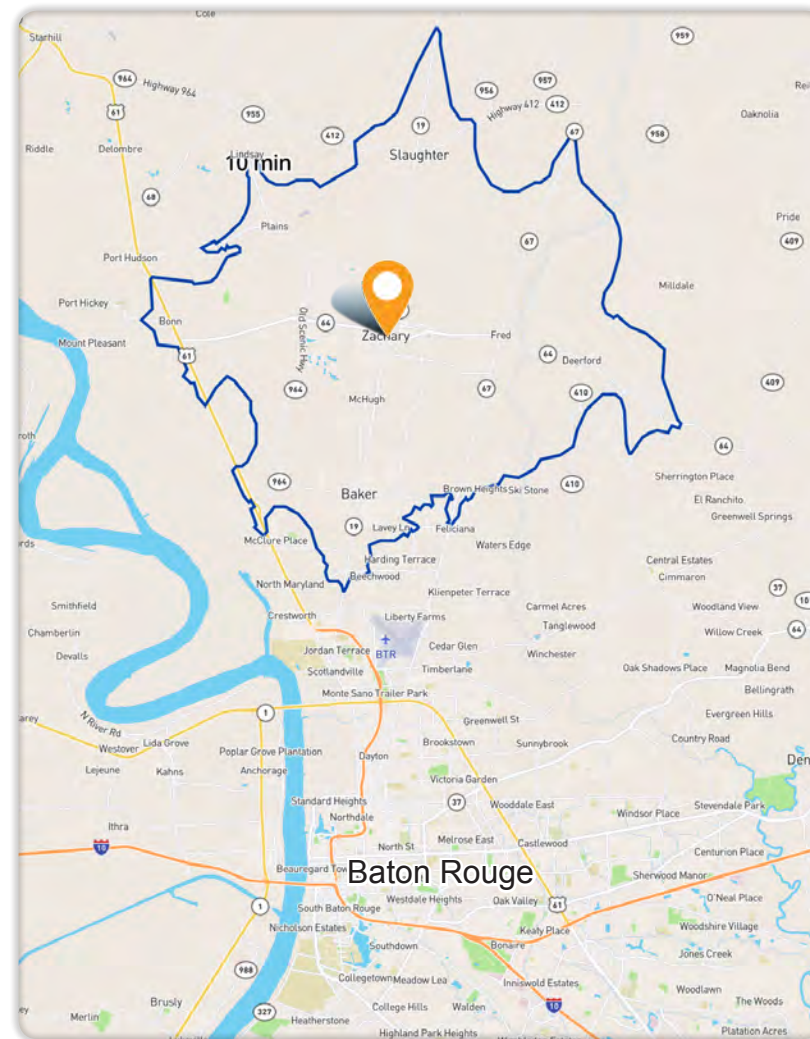 Cole
Starhill
959
964
Highway 964
957
956
Highway 412
412
Oaknolia
61
955
19
67
958
412
Riddle
Delombre
Lindsay
10 min
Slaughter
68
Pride
Plains
67
409
Port Hudson
Milldale
Port Hickey
Bonn
Old Scenic Hwy
64
Zachary
Fred
Mount Pleasant
61
64
Deerford
964
67
410
409
McHugh
64
964
Baker
Brown Heights
Ski Stone
410
Sherrington Place
El Ranchito
Greenwell Springs
19
Lavey Ln
Feliciana
McClure Place
Waters Edge
Harding Terrace
Central Estates
Beechwood
Cimmaron
North Maryland
Klienpeter Terrace
37
Smithfield
Crestworth
Liberty Farms
Carmel Acres
Woodland View
Tanglewood
64
Chamberlin
Willow Creek
Devalls
Jordan Terrace
BTR
Cedar Glen
Winchester
Scotlandville
Timberlane
Oak Shadows Place
Magnolia Bend
Monte Sano Trailer Park
Bellingrath
N River Rd
1
Greenwell St
Evergreen Hills
Westover
Lida Grove
Poplar Grove Plantation
Brookstown
Sunnybrook
Country Road
Lejeune
Kahns
Anchorage
Dayton
Victoria Garden
Standard Heights
37
Wooddale East
Stevendale Park
Northdale
Windsor Place
Ithra
10
North St
Melrose East
Castlewood
Centurion Place
Baton Rouge
Sherwood Manor
1
Westdale Heights
Oak Valley
61
O'Neal Place
South Baton Rouge
Nicholson Estates
Kealy Place
Woodshire Village
Southdown
Bonaire
Jones Creek
988
Collegetown
Meadow Lea
Inniswold Estates
Woodlawn
Brusly
College Hills
Walden
10
The Woods
Merlin
327
Heatherstone
Highland Park Heights
Platation Acres